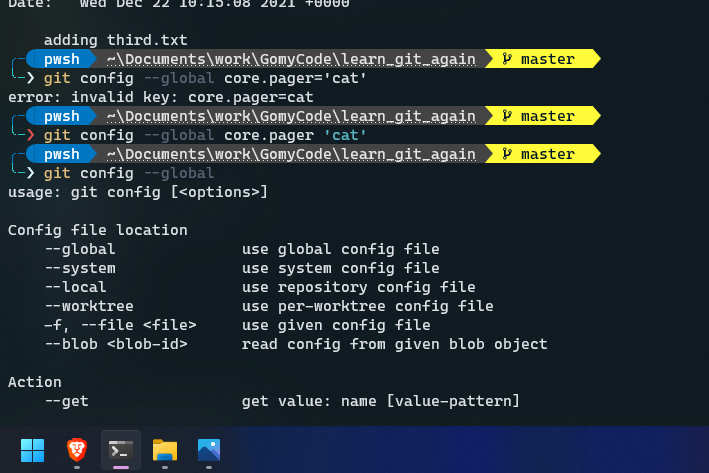 Date:   Wed Dec 22 10:15:08 2021 +0000
adding third.txt
pwsh ~\Documents\work\GomyCode\learn_git_again master
❯ git config --global core.pager='cat'
error: invalid key: core.pager=cat
pwsh ~\Documents\work\GomyCode\learn_git_again master
❯ git config --global core.pager 'cat'
pwsh ~\Documents\work\GomyCode\learn_git_again master
❯ git config --global
usage: git config [<options>]
Config file location
--global              use global config file
--system              use system config file
--local               use repository config file
--worktree            use per-worktree config file
-f, --file <file>     use given config file
--blob <blob-id>      read config from given blob object
Action
--get                 get value: name [value-pattern]